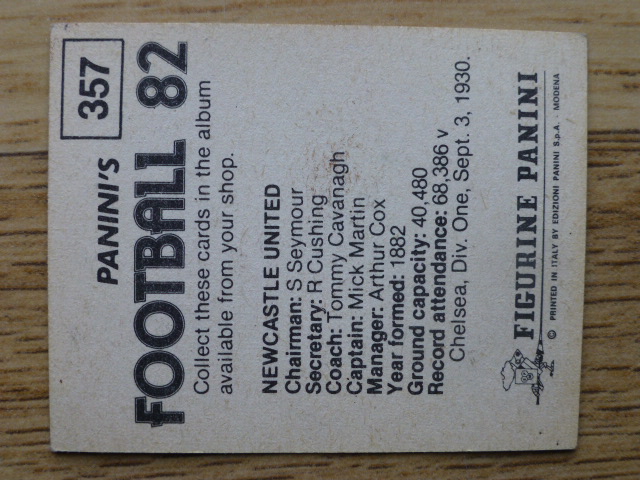 PANINI'S 357
FOOTBALL 82
Collect these cards in the album
available from your shop.
NEWCASTLE UNITED
Chairman: S Seymour
Secretary: R Cushing
Coach: Tommy Cavanagh
Captain: Mick Martin
Manager: Arthur Cox
Year formed: 1882
Ground capacity: 40,480
Record attendance: 68,386 v
Chelsea, Div. One, Sept. 3, 1930.
FIGURINE PANINI
© PRINTED IN ITALY BY EDIZIONI PANINI S.p.A. - MODENA